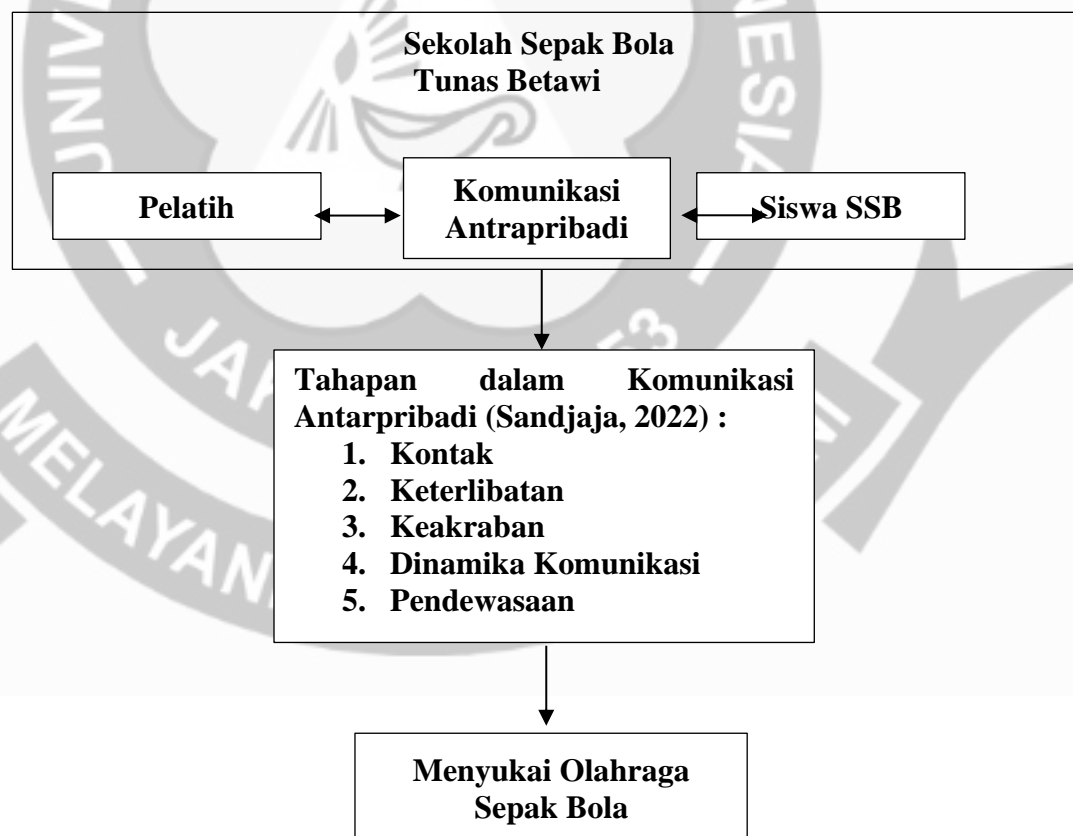 Sekolah Sepak Bola
Tunas Betawi
Pelatih
Komunikasi
Antrapribadi
Siswa SSB
Tahapan dalam Komunikasi
Antarpribadi (Sandjaja, 2022) :
1. Kontak
2. Keterlibatan
3. Keakraban
4. Dinamika Komunikasi
5. Pendewasaan
Menyukai Olahraga
Sepak Bola